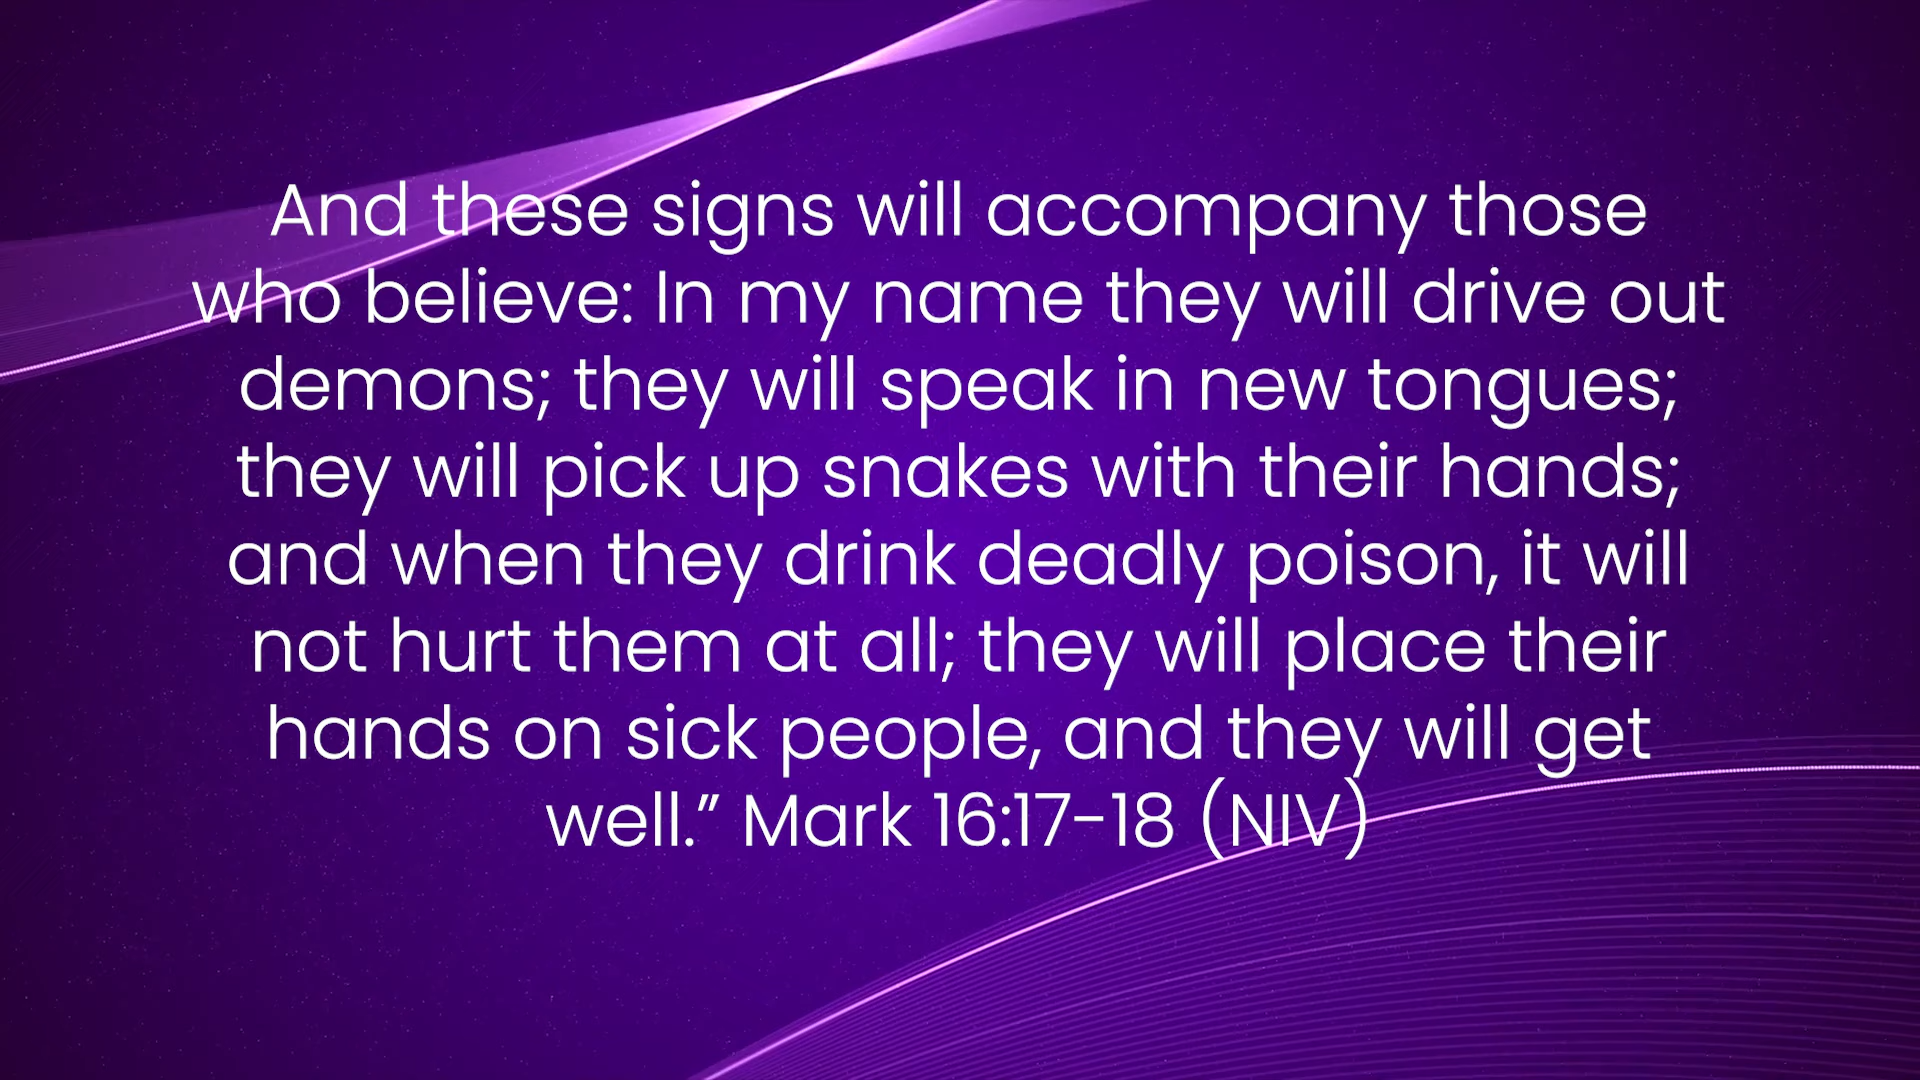 And these signs will accompany those
who believe: In my name they will drive out
demons; they will speak in new tongues;
they will pick up snakes with their hands;
and when they drink deadly poison, it will
not hurt them at all; they will place their
hands on sick people, and they will get
well.” Mark 16:17-18 (NIV)